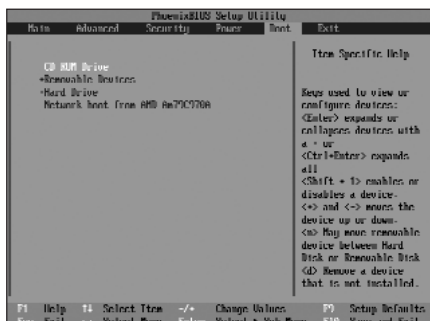 PhoenixBIOS Setup Utility
Main Advanced Security Power Boot Exit
Item Specific Help
CD-ROM Drive
+Removable Devices
+Hard Drive
Network boot from AMD Am79C970A
Keys used to view or
configure devices:
<Enter> expands or
collapses devices with
a + or
<Ctrl+Enter> expands
all
<Shift + 1> enables or
disables a device.
<+> and <-> moves the
device up or down.
<n> May move removable
device between Hard
Disk or Removable Disk
<d> Remove a device
that is not installed.
F1 Help ↑↓ Select Item -/+ Change Values F9 Setup Defaults